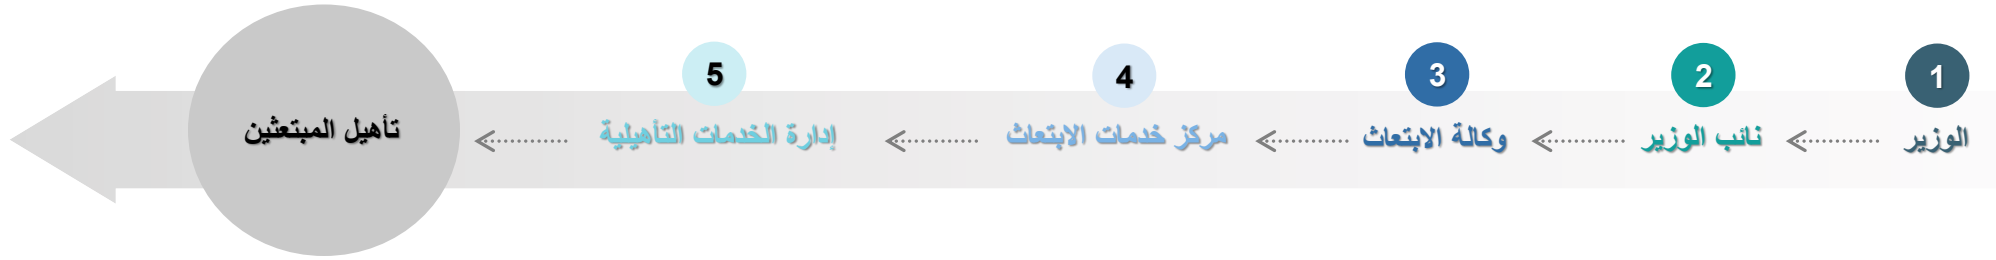 1
الوزير
2
نائب الوزير
3
وكالة الابتعاث
4
مركز خدمات الابتعاث
5
إدارة الخدمات التأهيلية
تأهيل المبتعثين